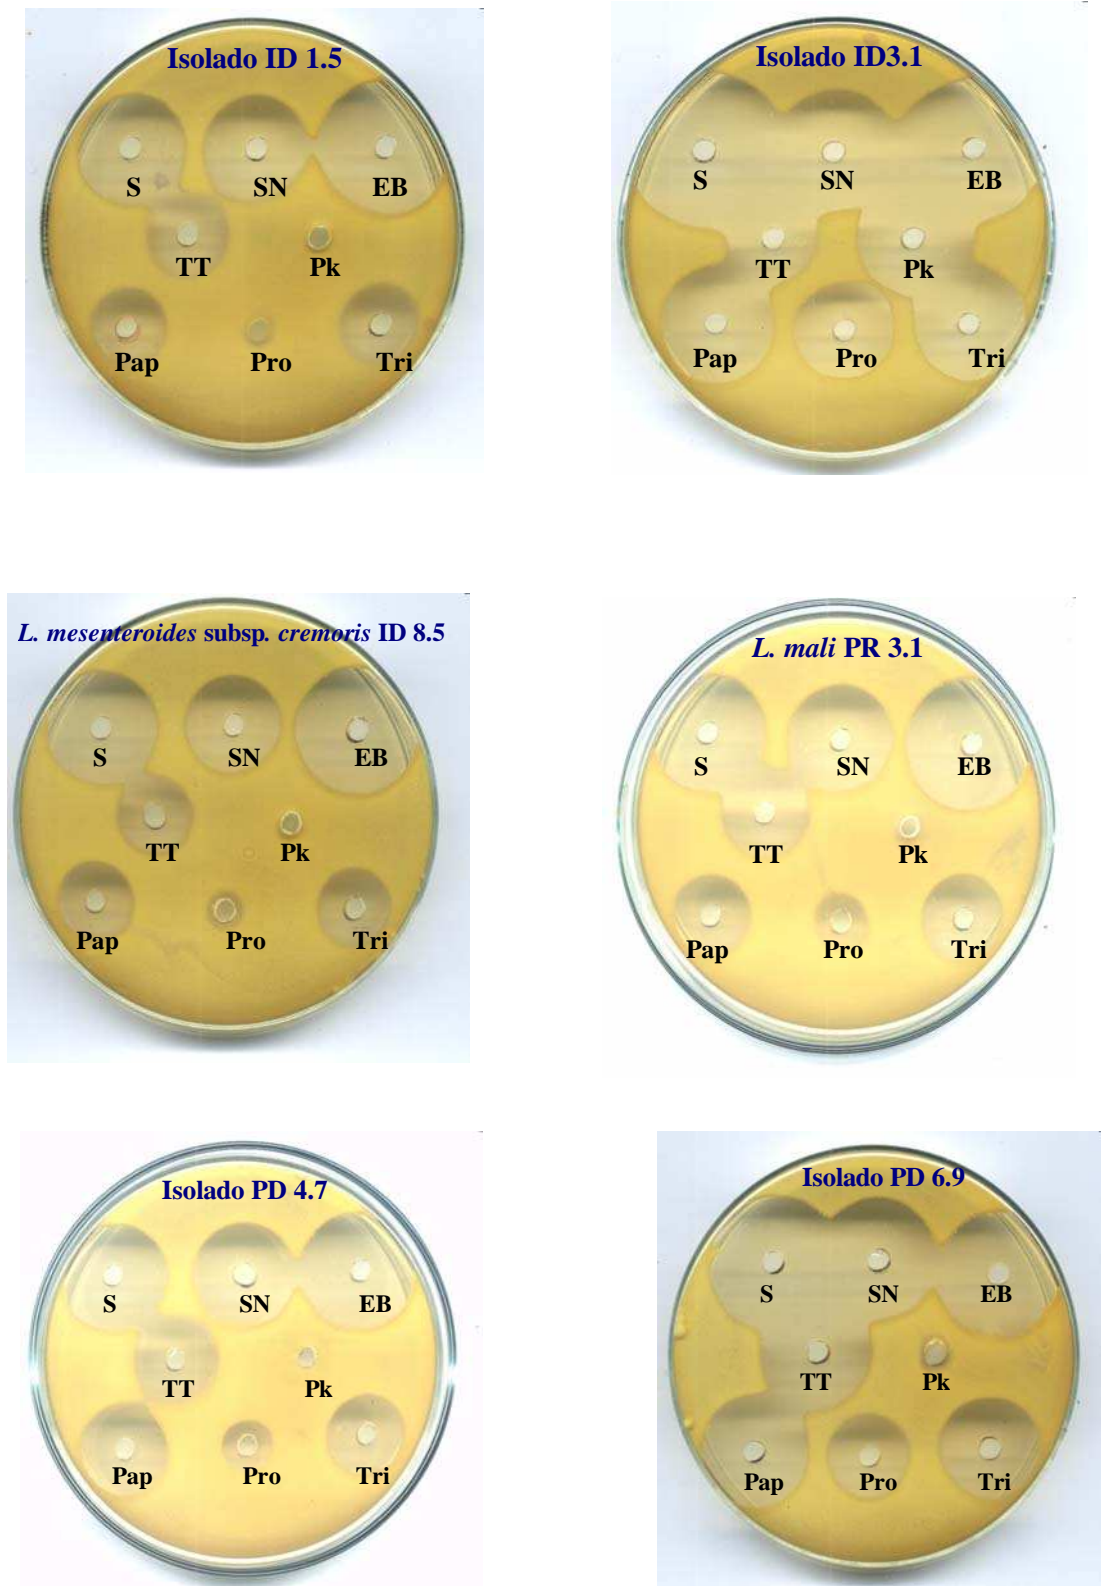 Isolado ID 1.5
S SN EB
TT Pk
Pap Pro Tri
Isolado ID3.1
S SN EB
TT Pk
Pap Pro Tri
L. mesenteroides subsp. cremoris ID 8.5
S SN EB
TT Pk
Pap Pro Tri
L. mali PR 3.1
S SN EB
TT Pk
Pap Pro Tri
Isolado PD 4.7
S SN EB
TT Pk
Pap Pro Tri
Isolado PD 6.9
S SN EB
TT Pk
Pap Pro Tri